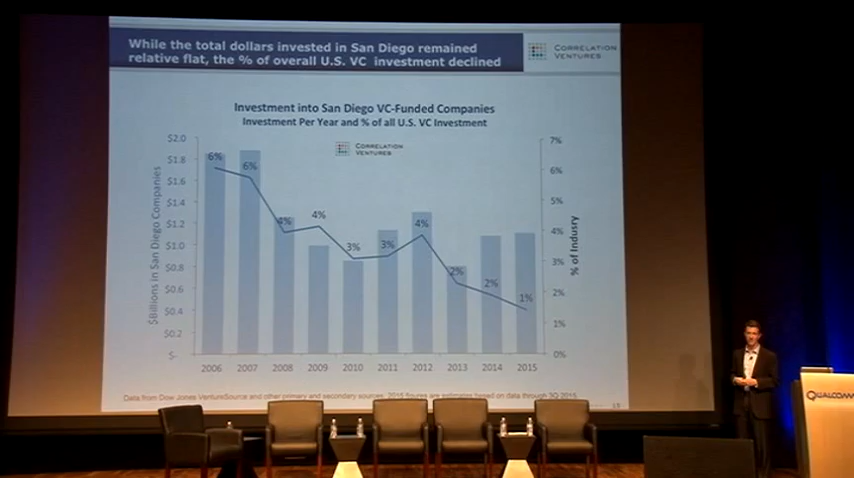 While the total dollars invested in San Diego remained
relative flat, the % of overall U.S. VC investment declined
CORRELATION
VENTURES
Investment into San Diego VC-Funded Companies
Investment Per Year and % of all U.S. VC Investment
CORRELATION
VENTURES
$Billions in San Diego Companies
$2.0
$1.8
$1.6
$1.4
$1.2
$1.0
$0.8
$0.6
$0.4
$0.2
$-
6%
6%
4%
4%
3%
3%
4%
2%
2%
1%
7%
6%
5%
4%
3%
2%
1%
0%
% of Indusry
2006 2007 2008 2009 2010 2011 2012 2013 2014 2015
Data from Dow Jones VentureSource and other primary and secondary sources. 2015 figures are estimates based on data through 3Q 2015.
QUALCOMM